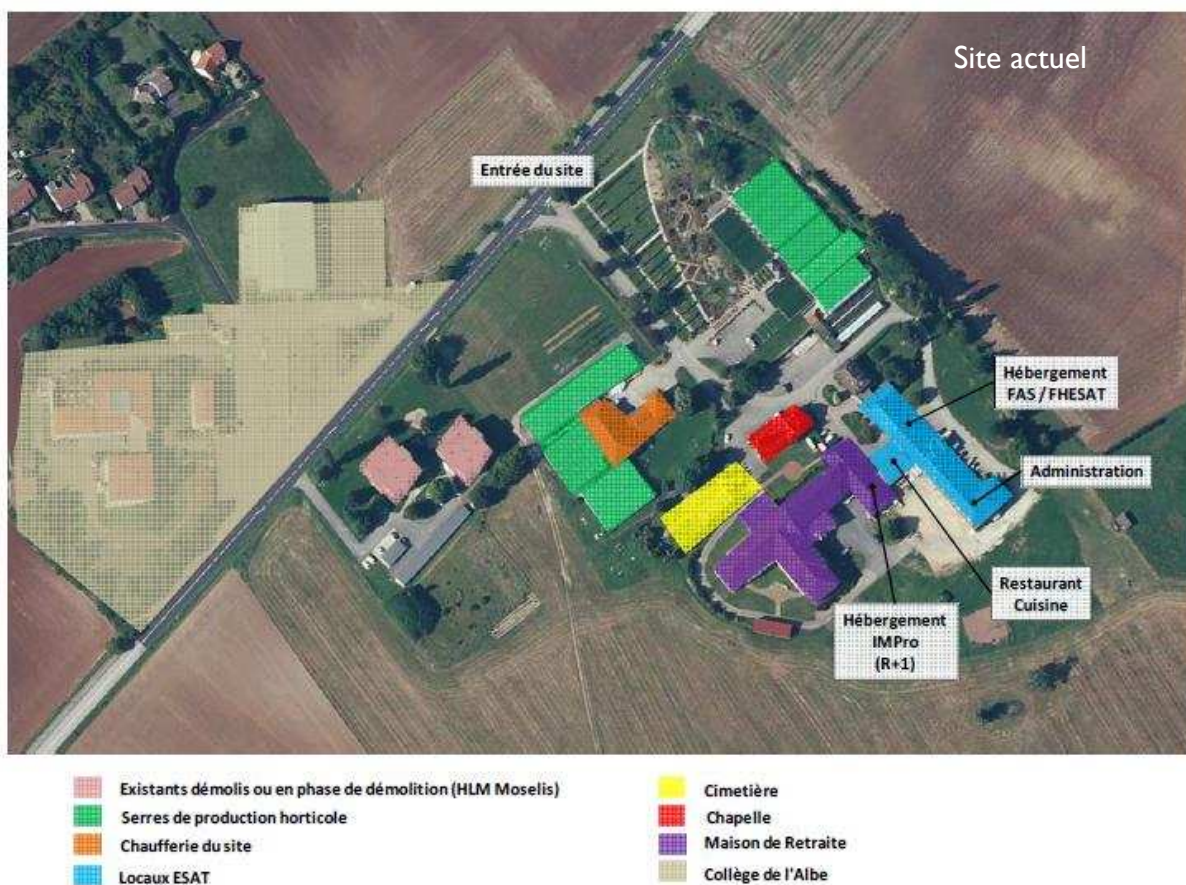 Site actuel
Entrée du site
Hébergement
FAS / FHESAT
Administration
Restaurant
Cuisine
Hébergement
IMPro
(R+1)
Existants démolis ou en phase de démolition (HLM Moselis)
Serres de production horticole
Chaufferie du site
Locaux ESAT
Cimetière
Chapelle
Maison de Retraite
Collège de l'Albe